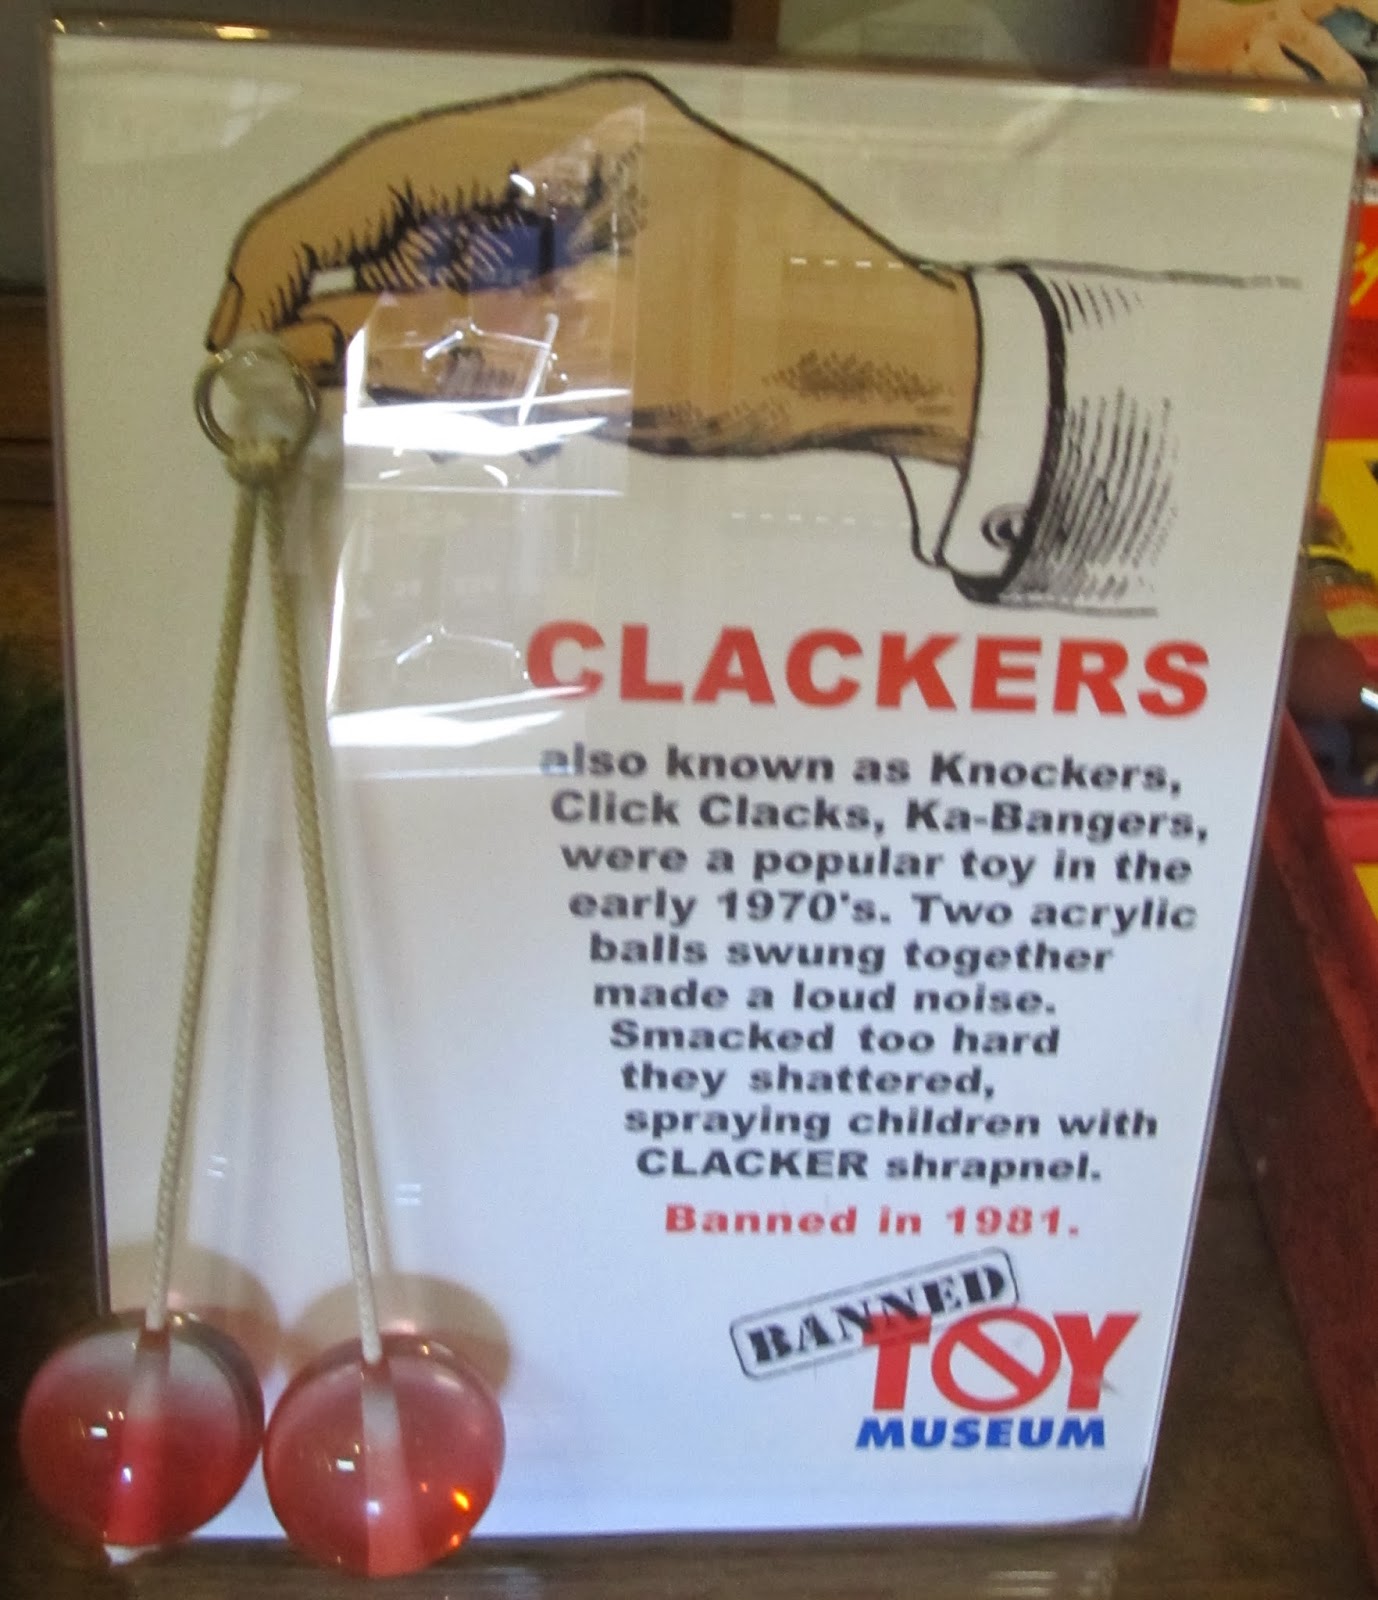 CLACKERS
also known as Knockers,
Click Clacks, Ka-Bangers,
were a popular toy in the
early 1970's. Two acrylic
balls swung together
made a loud noise.
Smacked too hard
they shattered,
spraying children with
CLACKER shrapnel.
Banned in 1981.
BANNED
TOY
MUSEUM